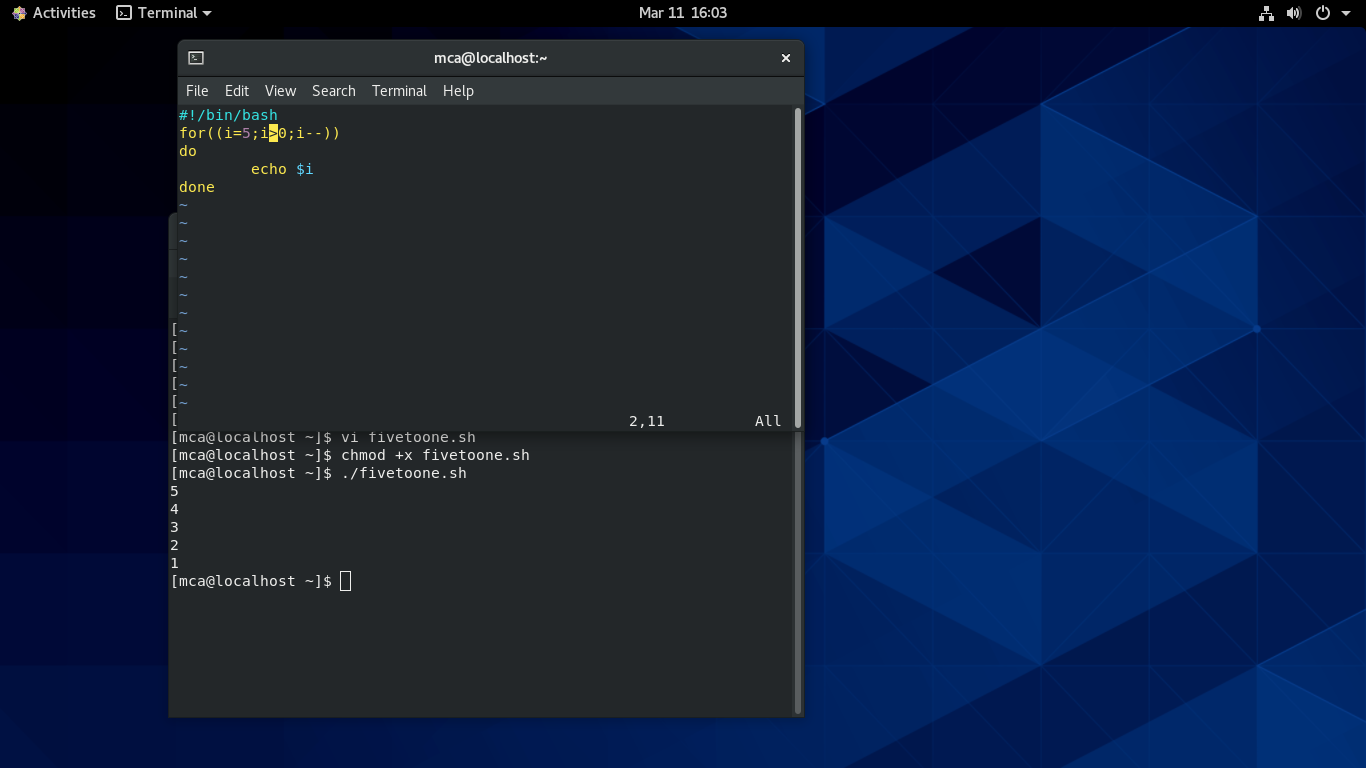 Activities Terminal Mar 11 16:03
mca@localhost:~ ×
File Edit View Search Terminal Help
#!/bin/bash
for((i=5;i>0;i--))
do
        echo $i
done
~
~
~
~
~
~
~
[~
[~
[~
[~
[~
[ 2,11 All
[mca@localhost ~]$ vi fivetoone.sh
[mca@localhost ~]$ chmod +x fivetoone.sh
[mca@localhost ~]$ ./fivetoone.sh
5
4
3
2
1
[mca@localhost ~]$